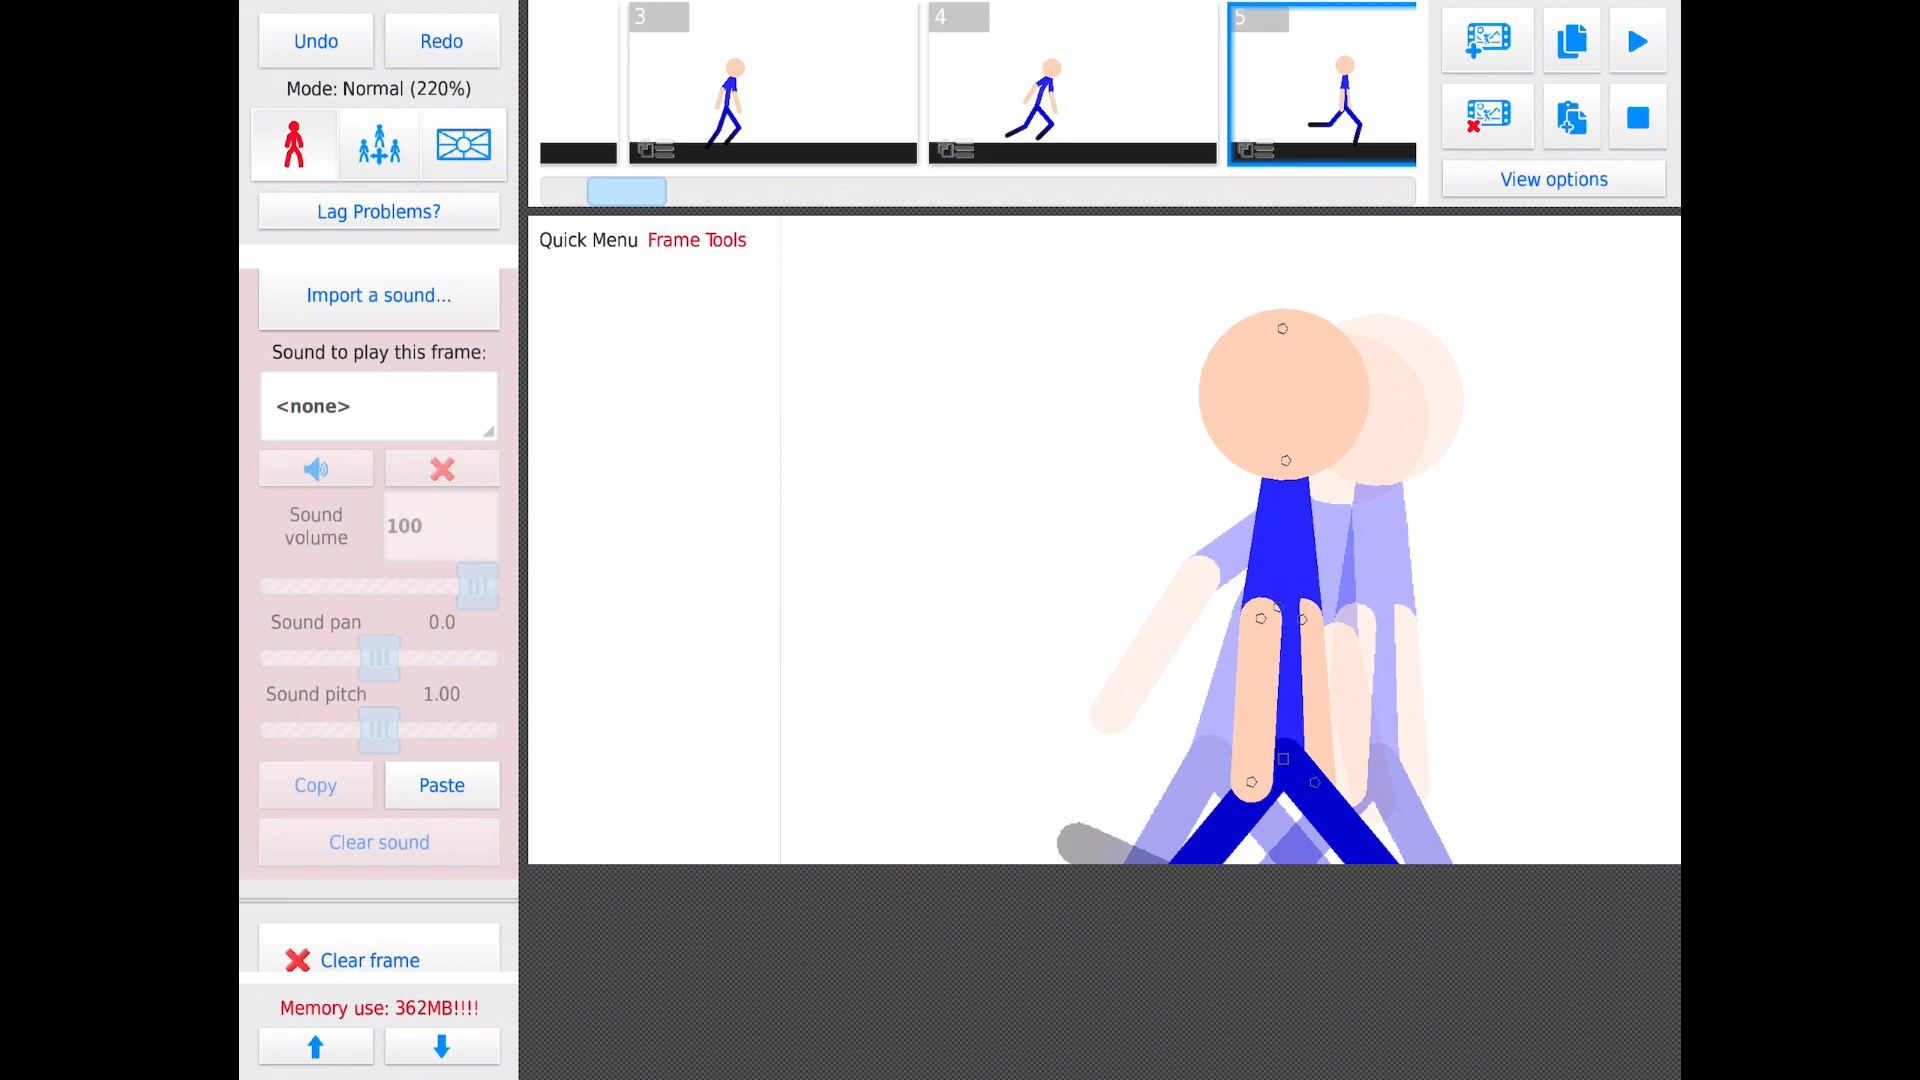 Undo
Redo
Mode: Normal (220%)
Lag Problems?
Import a sound...
Sound to play this frame:
<none>
Sound volume
100
Sound pan 0.0
Sound pitch 1.00
Copy
Paste
Clear sound
Clear frame
Memory use: 362MB!!!!
3
4
5
View options
Quick Menu Frame Tools